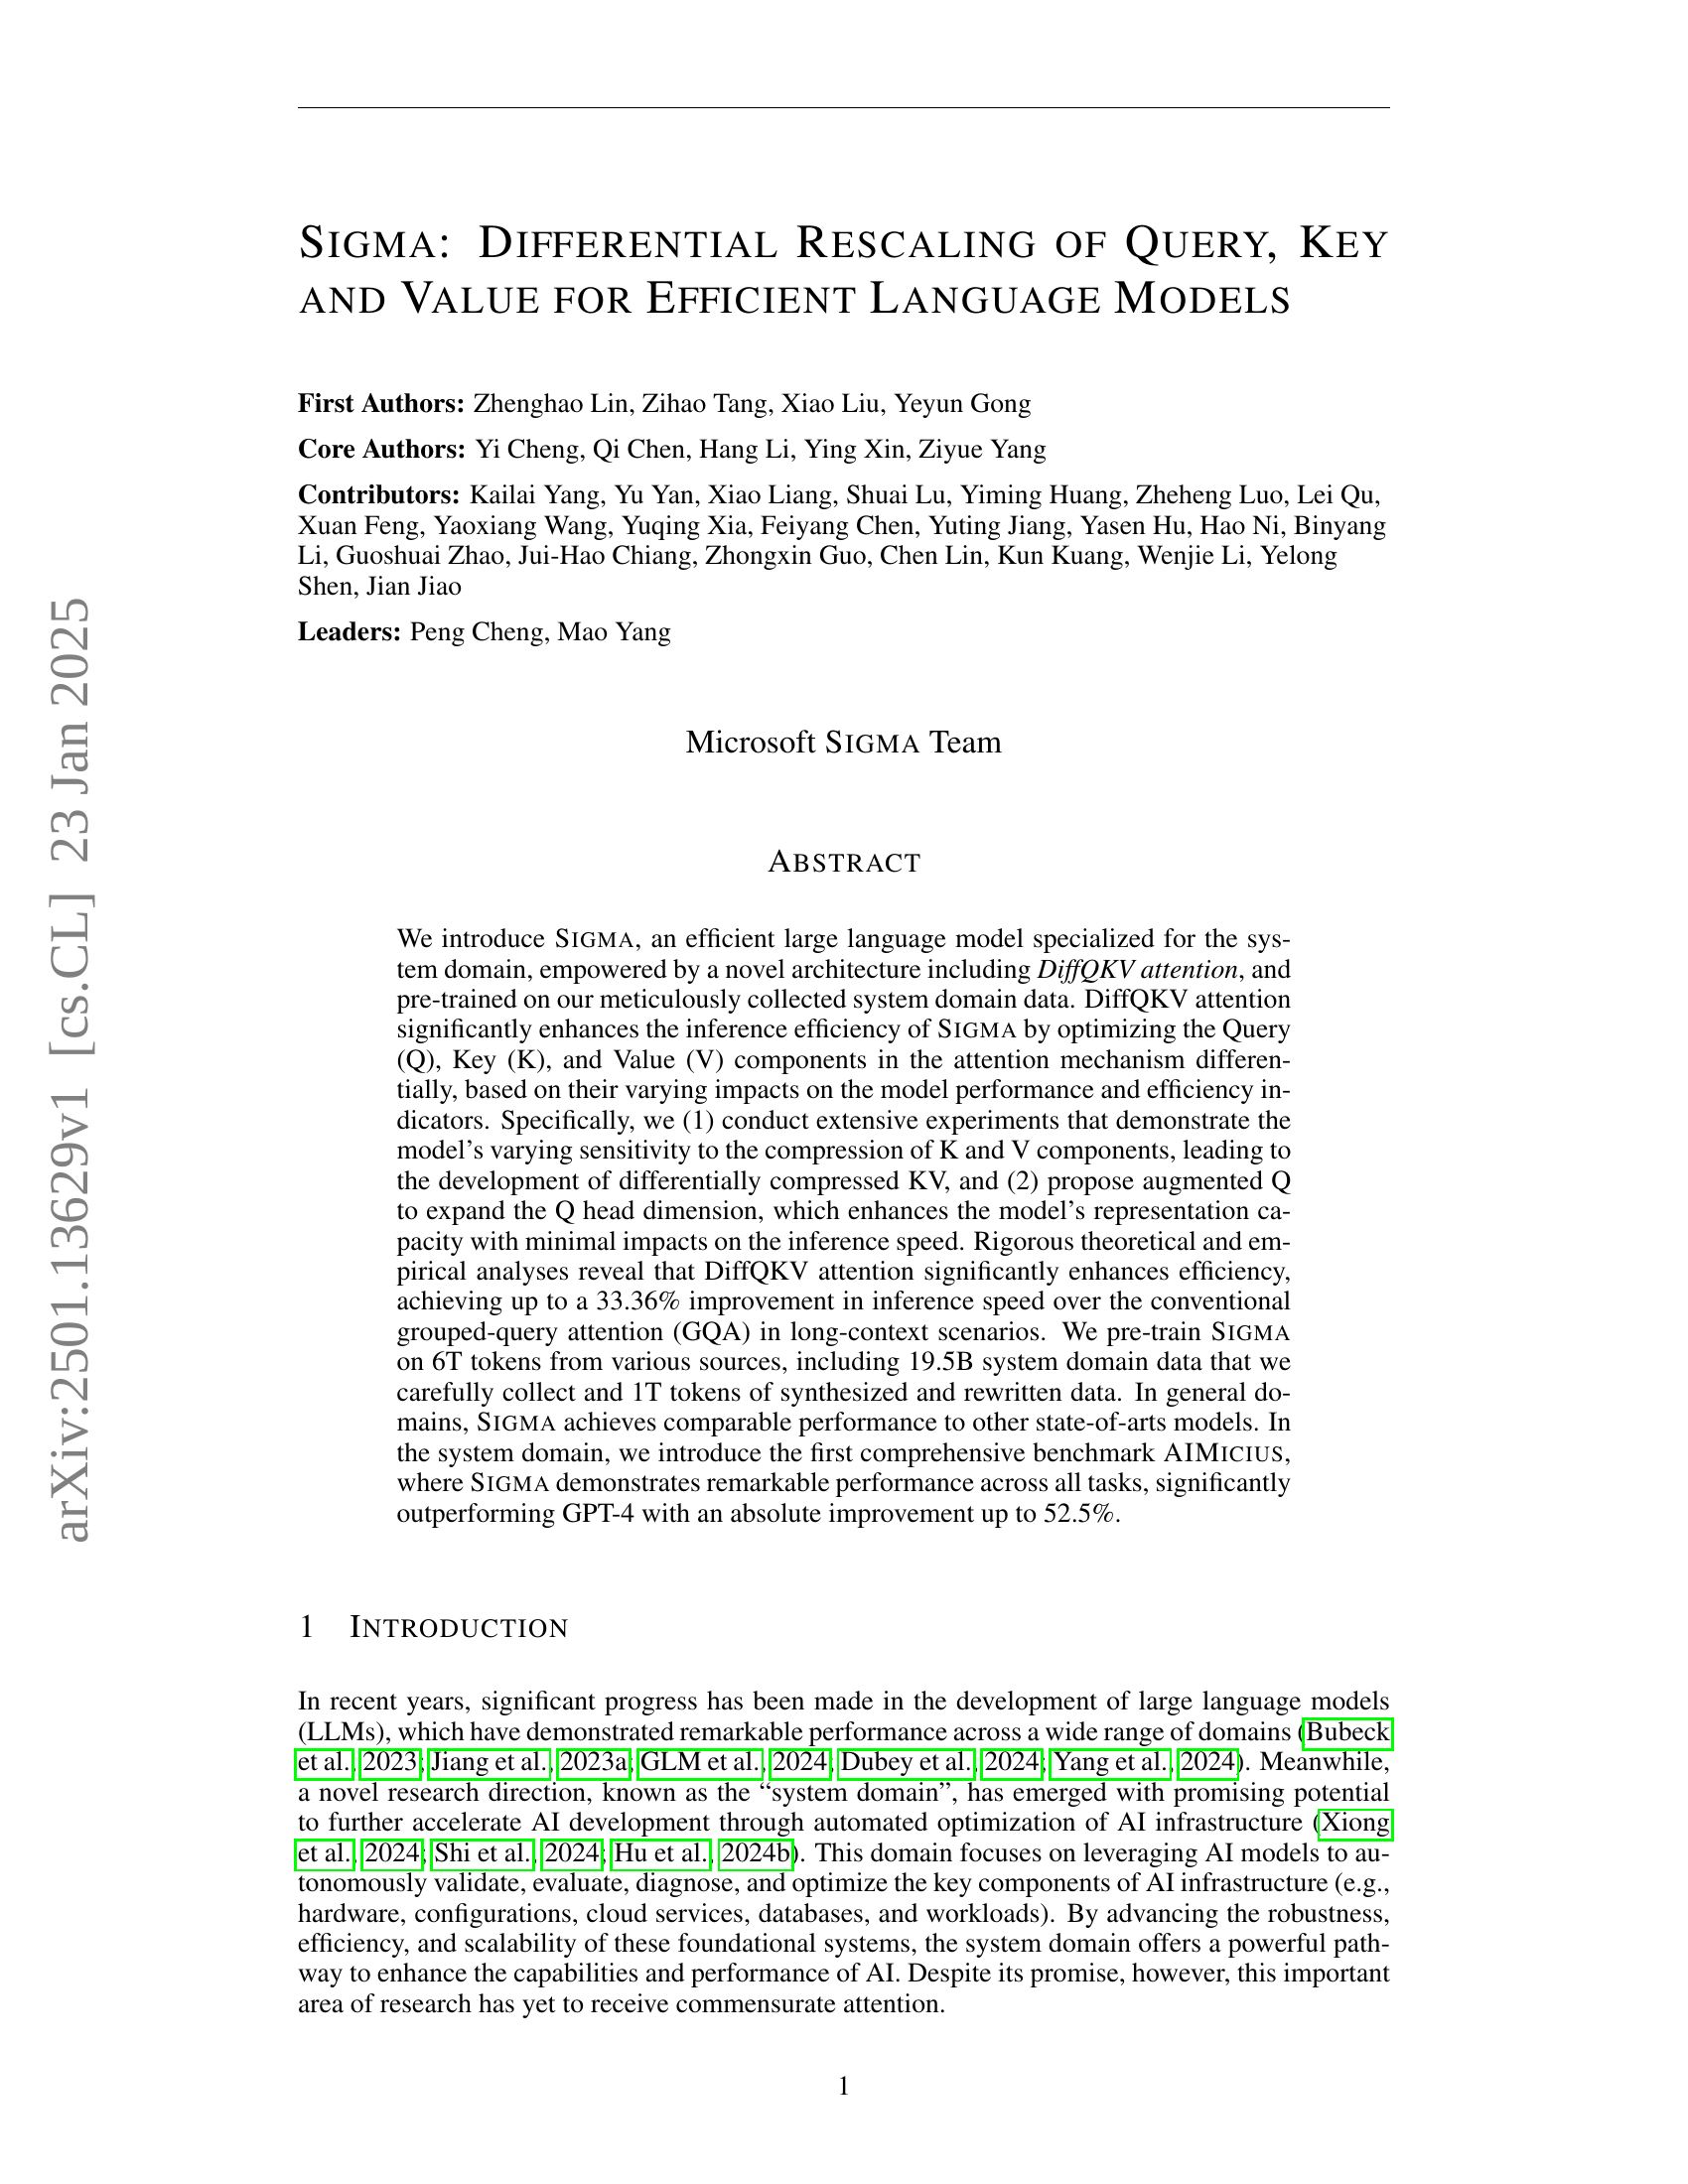 SIGMA: DIFFERENTIAL RESCALING OF QUERY, KEY
AND VALUE FOR EFFICIENT LANGUAGE MODELS
First Authors: Zhenghao Lin, Zihao Tang, Xiao Liu, Yeyun Gong
Core Authors: Yi Cheng, Qi Chen, Hang Li, Ying Xin, Ziyue Yang
Contributors: Kailai Yang, Yu Yan, Xiao Liang, Shuai Lu, Yiming Huang, Zheheng Luo, Lei Qu,
Xuan Feng, Yaoxiang Wang, Yuqing Xia, Feiyang Chen, Yuting Jiang, Yasen Hu, Hao Ni, Binyang
Li, Guoshuai Zhao, Jui-Hao Chiang, Zhongxin Guo, Chen Lin, Kun Kuang, Wenjie Li, Yelong
Shen, Jian Jiao
Leaders: Peng Cheng, Mao Yang
Microsoft SIGMA Team
ABSTRACT
We introduce SIGMA, an efficient large language model specialized for the sys-
tem domain, empowered by a novel architecture including DiffQKV attention, and
pre-trained on our meticulously collected system domain data. DiffQKV attention
significantly enhances the inference efficiency of SIGMA by optimizing the Query
(Q), Key (K), and Value (V) components in the attention mechanism differen-
tially, based on their varying impacts on the model performance and efficiency in-
dicators. Specifically, we (1) conduct extensive experiments that demonstrate the
model's varying sensitivity to the compression of K and V components, leading to
the development of differentially compressed KV, and (2) propose augmented Q
to expand the Q head dimension, which enhances the model's representation ca-
pacity with minimal impacts on the inference speed. Rigorous theoretical and em-
pirical analyses reveal that DiffQKV attention significantly enhances efficiency,
achieving up to a 33.36% improvement in inference speed over the conventional
grouped-query attention (GQA) in long-context scenarios. We pre-train SIGMA
on 6T tokens from various sources, including 19.5B system domain data that we
carefully collect and 1T tokens of synthesized and rewritten data. In general do-
mains, SIGMA achieves comparable performance to other state-of-arts models. In
the system domain, we introduce the first comprehensive benchmark AIMICIUS,
where SIGMA demonstrates remarkable performance across all tasks, significantly
outperforming GPT-4 with an absolute improvement up to 52.5%.
1 INTRODUCTION
In recent years, significant progress has been made in the development of large language models
(LLMs), which have demonstrated remarkable performance across a wide range of domains (Bubeck
et al., 2023; Jiang et al., 2023a; GLM et al., 2024; Dubey et al., 2024; Yang et al., 2024). Meanwhile,
a novel research direction, known as the “system domain”, has emerged with promising potential
to further accelerate AI development through automated optimization of AI infrastructure (Xiong
et al., 2024; Shi et al., 2024; Hu et al., 2024b). This domain focuses on leveraging AI models to au-
tonomously validate, evaluate, diagnose, and optimize the key components of AI infrastructure (e.g.,
hardware, configurations, cloud services, databases, and workloads). By advancing the robustness,
efficiency, and scalability of these foundational systems, the system domain offers a powerful path-
way to enhance the capabilities and performance of AI. Despite its promise, however, this important
area of research has yet to receive commensurate attention.
1
arXiv:2501.13629v1 [cs.CL] 23 Jan 2025